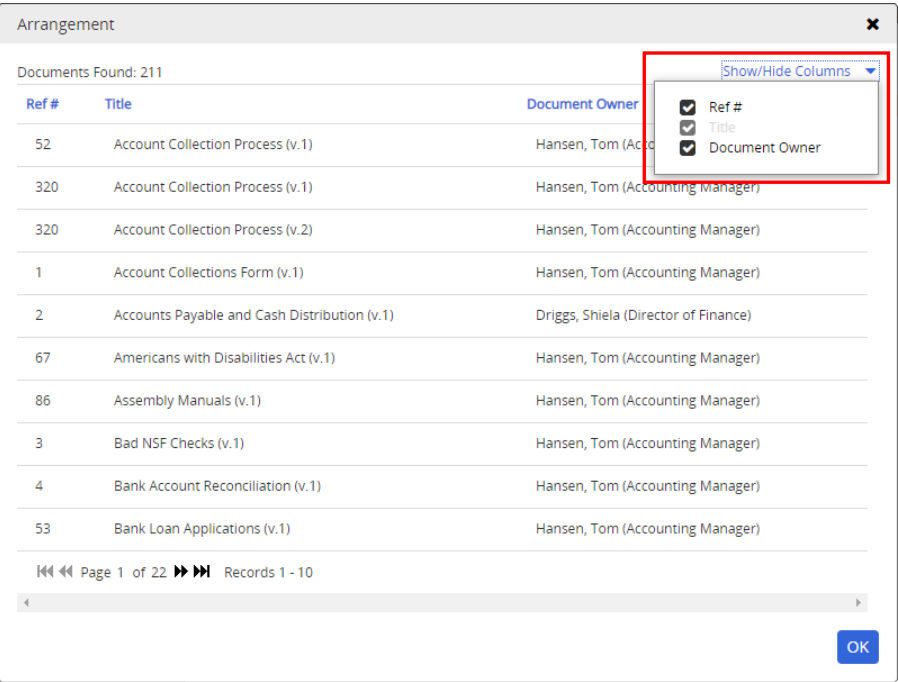 Arrangement
Documents Found: 211
Show/Hide Columns
Ref #
Title
Document Owner
Ref # Title Document Owner
52 Account Collection Process (v.1) Hansen, Tom (Acco
320 Account Collection Process (v.1) Hansen, Tom (Accounting Manager)
320 Account Collection Process (v.2) Hansen, Tom (Accounting Manager)
1 Account Collections Form (v.1) Hansen, Tom (Accounting Manager)
2 Accounts Payable and Cash Distribution (v.1) Driggs, Shiela (Director of Finance)
67 Americans with Disabilities Act (v.1) Hansen, Tom (Accounting Manager)
86 Assembly Manuals (v.1) Hansen, Tom (Accounting Manager)
3 Bad NSF Checks (v.1) Hansen, Tom (Accounting Manager)
4 Bank Account Reconciliation (v.1) Hansen, Tom (Accounting Manager)
53 Bank Loan Applications (v.1) Hansen, Tom (Accounting Manager)
Page 1 of 22 Records 1 - 10
OK